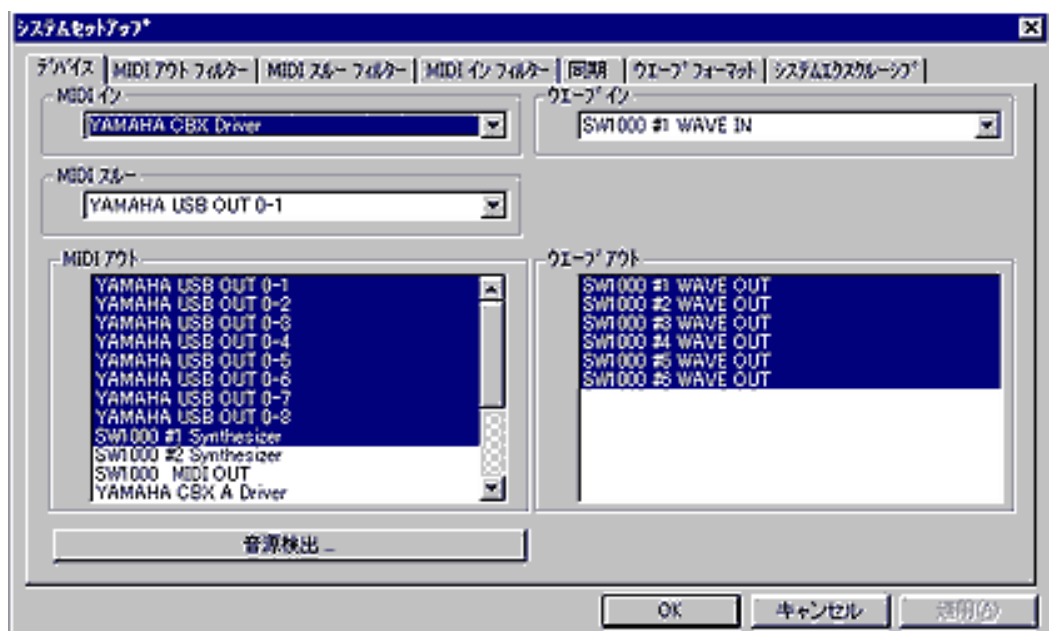 システムセットアップ
デバイス MIDI アウト フィルター MIDI スルー フィルター MIDI イン フィルター 同期 ウエーブ フォーマット システムエクスクルーシブ
MIDI イン
YAMAHA CBX Driver
ウエーブ イン
SW1000 #1 WAVE IN
MIDI スルー
YAMAHA USB OUT 0-1
MIDI アウト
YAMAHA USB OUT 0-1
YAMAHA USB OUT 0-2
YAMAHA USB OUT 0-3
YAMAHA USB OUT 0-4
YAMAHA USB OUT 0-5
YAMAHA USB OUT 0-6
YAMAHA USB OUT 0-7
YAMAHA USB OUT 0-8
SW1000 #1 Synthesizer
SW1000 #2 Synthesizer
SW1000 MIDI OUT
YAMAHA CBX A Driver
ウエーブ アウト
SW1000 #1 WAVE OUT
SW1000 #2 WAVE OUT
SW1000 #3 WAVE OUT
SW1000 #4 WAVE OUT
SW1000 #5 WAVE OUT
SW1000 #6 WAVE OUT
音源検出...
OK キャンセル 適用(A)